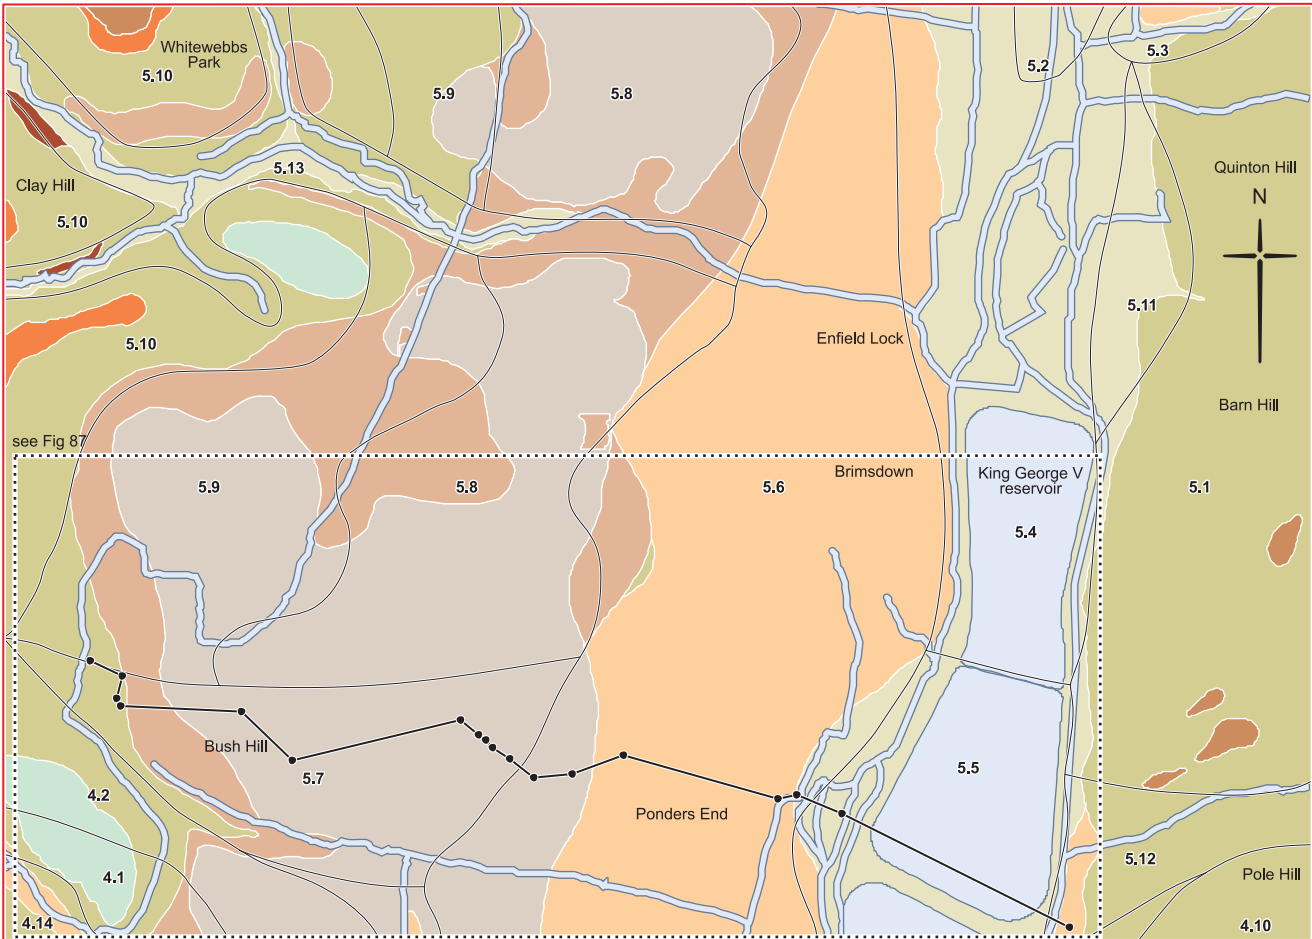 Whitewebbs
Park
5.10
5.9
5.8
5.2
5.3
5.13
Clay Hill
5.10
Quinton Hill
N
5.10
5.11
Enfield Lock
Barn Hill
see Fig 87
5.9
5.8
5.6
Brimsdown
King George V
reservoir
5.4
5.1
Bush Hill
5.7
5.5
4.2
Ponders End
4.1
5.12
Pole Hill
4.14
4.10